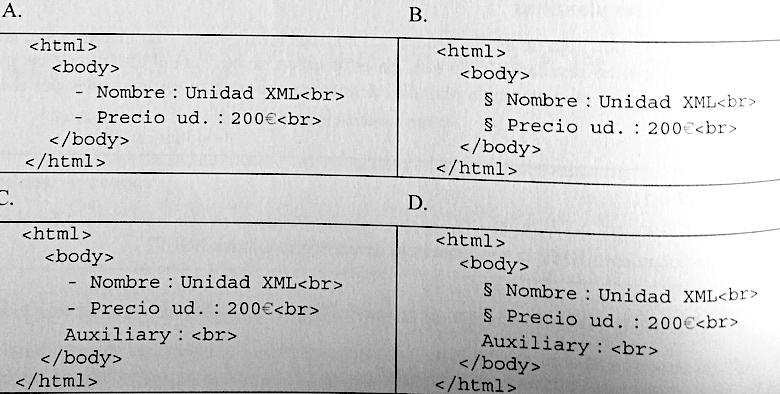 A.
<html>
<body>
- Nombre : Unidad XML<br>
- Precio ud. : 200€<br>
</body>
</html>
B.
<html>
<body>
§ Nombre : Unidad XML<br>
§ Precio ud. : 200€<br>
</body>
</html>
C.
<html>
<body>
- Nombre : Unidad XML<br>
- Precio ud. : 200€<br>
Auxiliary : <br>
</body>
</html>
D.
<html>
<body>
§ Nombre : Unidad XML<br>
§ Precio ud. : 200€<br>
Auxiliary : <br>
</body>
</html>